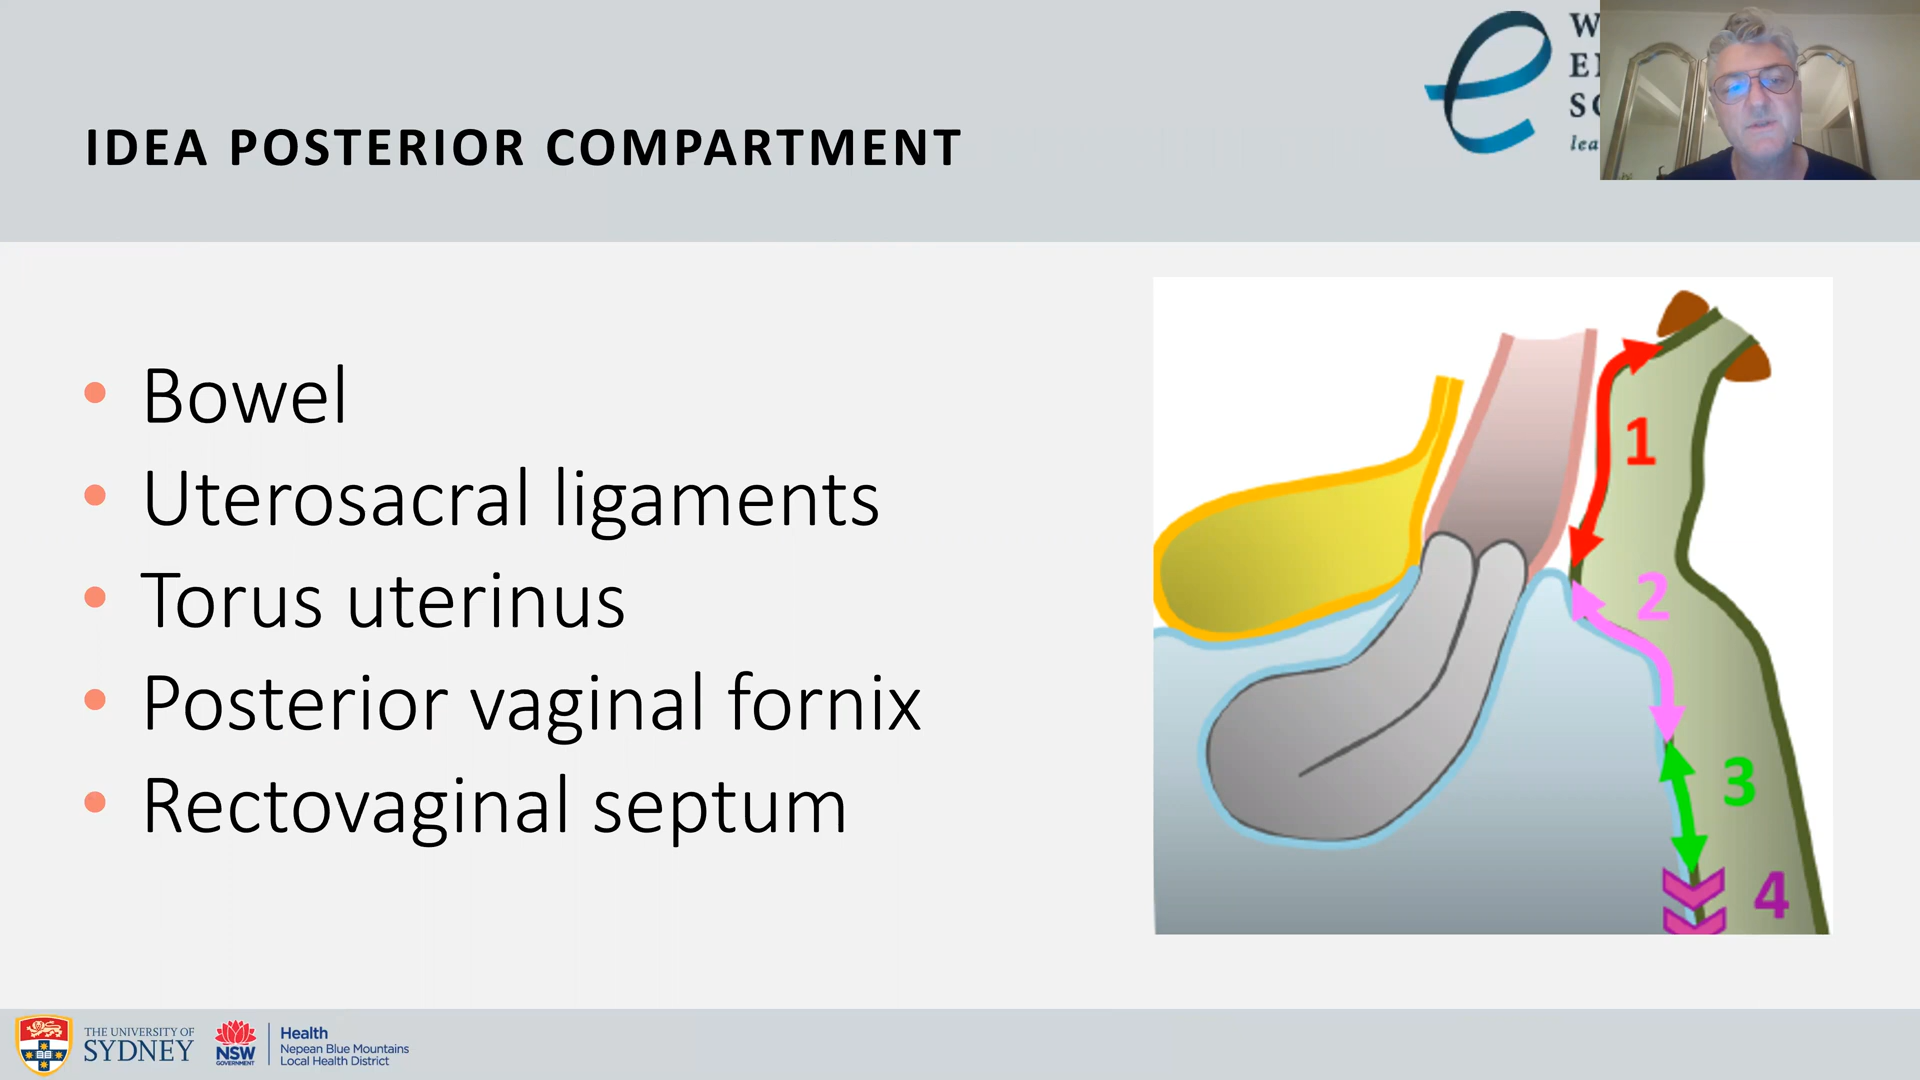 IDEA POSTERIOR COMPARTMENT
• Bowel
• Uterosacral ligaments
• Torus uterinus
• Posterior vaginal fornix
• Rectovaginal septum
1
2
3
4
THE UNIVERSITY OF
SYDNEY
NSW
GOVERNMENT
Health
Nepean Blue Mountains
Local Health District